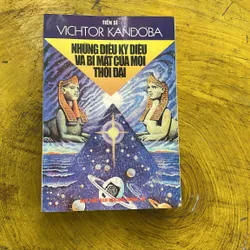 TIẾN SĨ
VICHTOR KANDOBA
NHỮNG ĐIỀU KỲ DIỆU
VÀ BÍ MẬT CỦA MỌI
THỜI ĐẠI